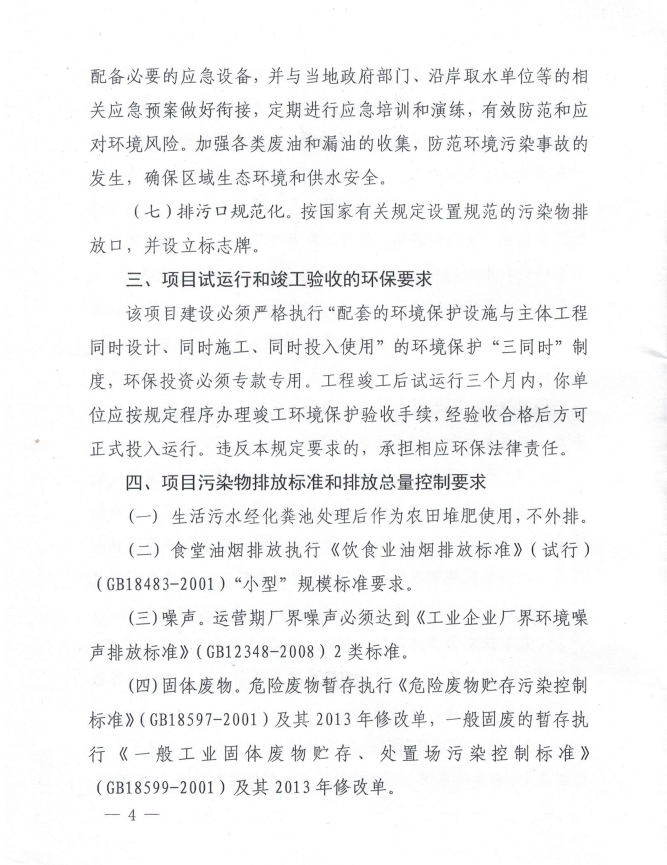 配备必要的应急设备，并与当地政府部门、沿岸取水单位等的相
关应急预案做好衔接，定期进行应急培训和演练，有效防范和应
对环境风险。加强各类废油和漏油的收集，防范环境污染事故的
发生，确保区域生态环境和供水安全。
（七）排污口规范化。按国家有关规定设置规范的污染物排
放口，并设立标志牌。
三、项目试运行和竣工验收的环保要求
该项目建设必须严格执行“配套的环境保护设施与主体工程
同时设计、同时施工、同时投入使用”的环境保护“三同时”制
度，环保投资必须专款专用。工程竣工后试运行三个月内，你单
位应按规定程序办理竣工环境保护验收手续，经验收合格后方可
正式投入运行。违反本规定要求的，承担相应环保法律责任。
四、项目污染物排放标准和排放总量控制要求
（一）生活污水经化粪池处理后作为农田堆肥使用，不外排。
（二）食堂油烟排放执行《饮食业油烟排放标准》（试行）
（GB18483-2001）“小型”规模标准要求。
（三）噪声。运营期厂界噪声必须达到《工业企业厂界环境噪
声排放标准》（GB12348-2008）2类标准。
（四）固体废物。危险废物暂存执行《危险废物贮存污染控制
标准》（GB18597-2001）及其2013年修改单，一般固废的暂存执
行《一般工业固体废物贮存、处置场污染控制标准》
（GB18599-2001）及其2013年修改单。
— 4 —